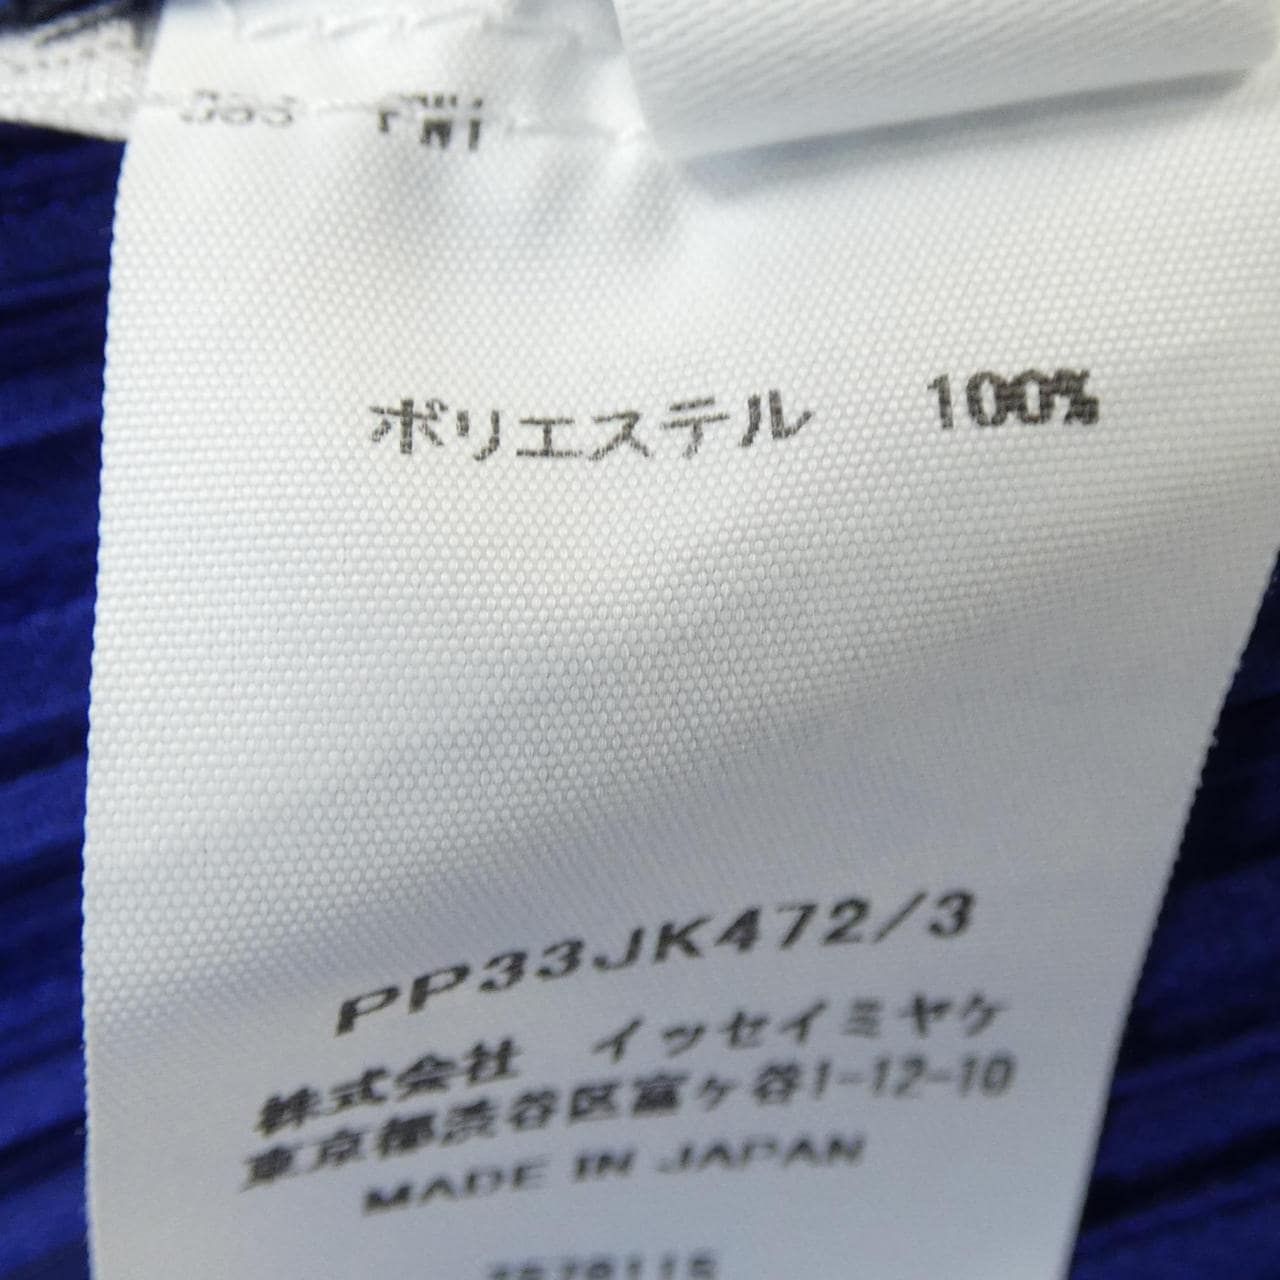 ポリエステル 100%
PP33JK472/3
株式会社 イッセイミヤケ
東京都渋谷区富ヶ谷1-12-10
MADE IN JAPAN